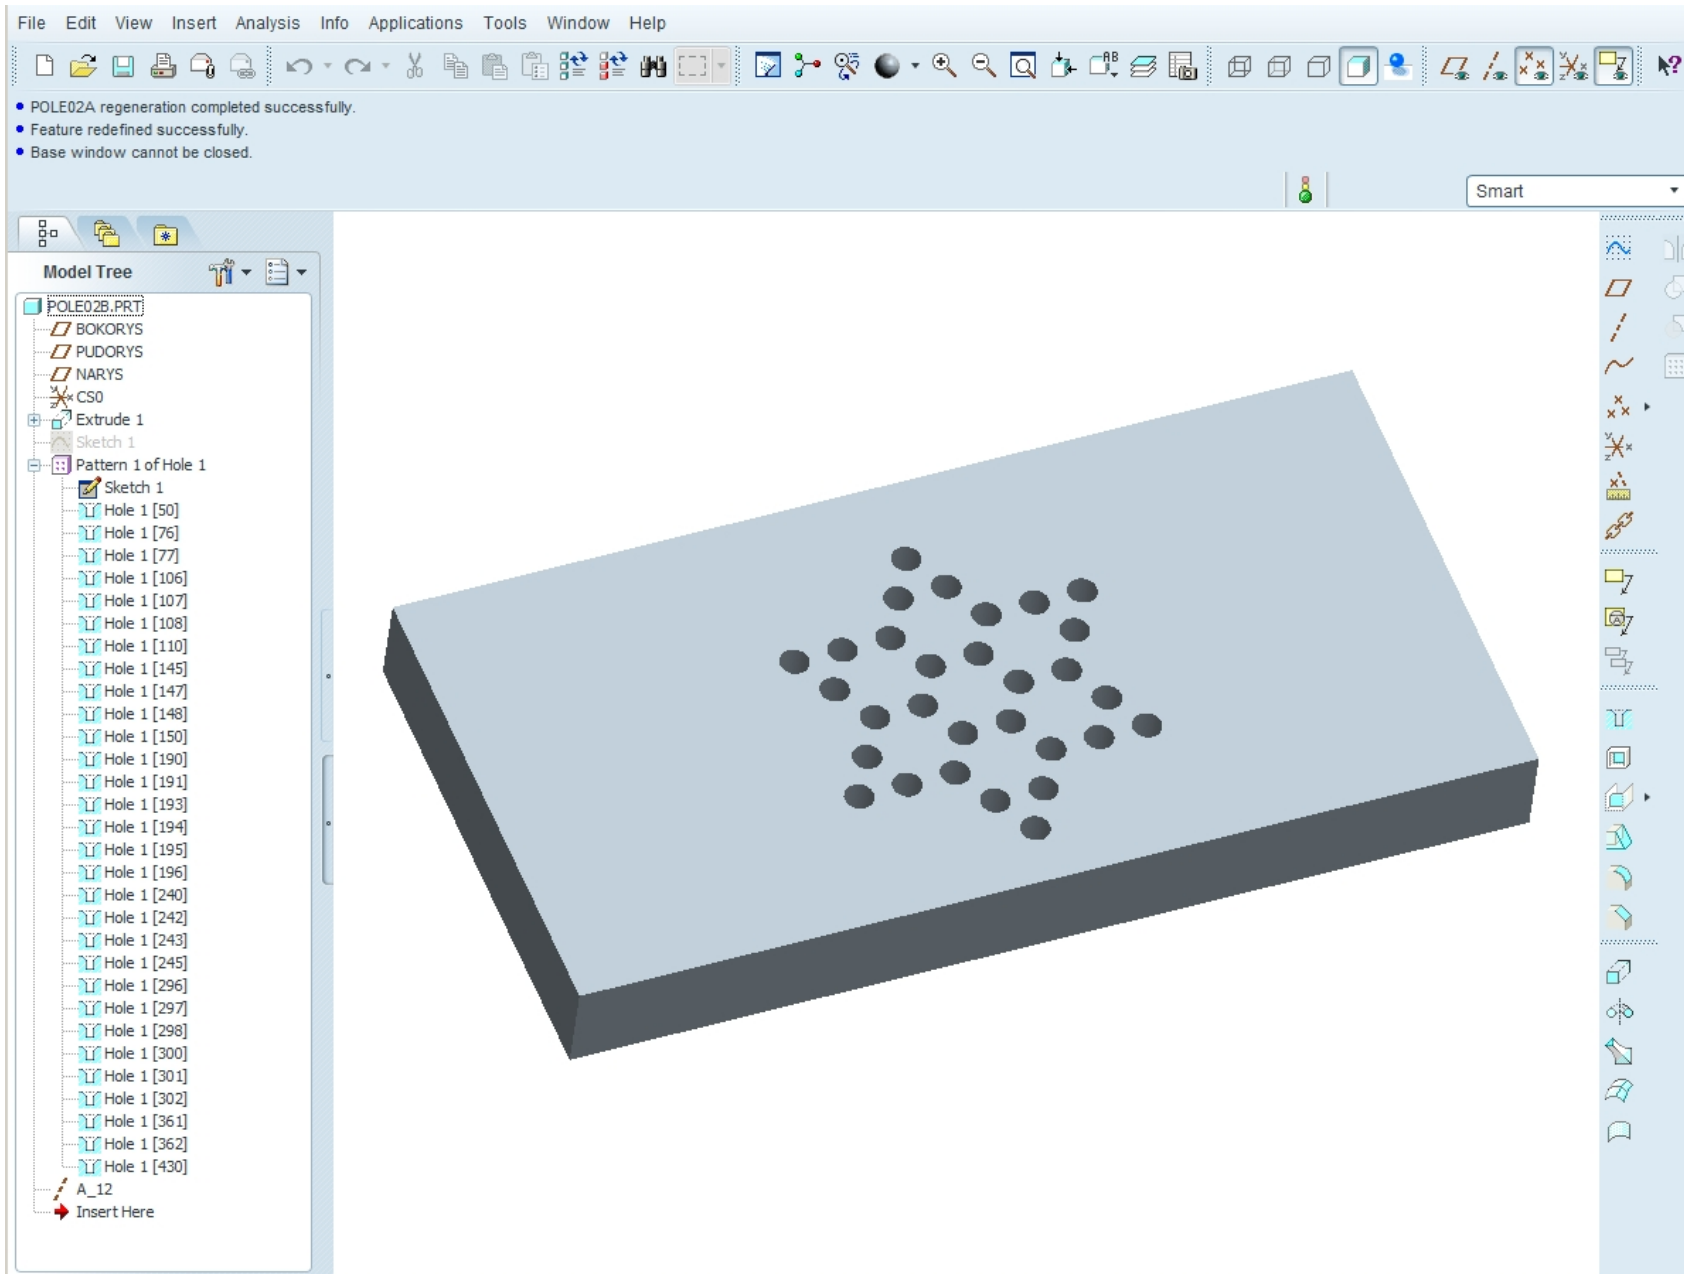 File Edit View Insert Analysis Info Applications Tools Window Help
POLE02A regeneration completed successfully.
Feature redefined successfully.
Base window cannot be closed.
Smart
Model Tree
POLE02B.PRT
BOKORYS
PUDORYS
NARYS
CS0
Extrude 1
Sketch 1
Pattern 1 of Hole 1
Sketch 1
Hole 1 [50]
Hole 1 [76]
Hole 1 [77]
Hole 1 [106]
Hole 1 [107]
Hole 1 [108]
Hole 1 [110]
Hole 1 [145]
Hole 1 [147]
Hole 1 [148]
Hole 1 [150]
Hole 1 [190]
Hole 1 [191]
Hole 1 [193]
Hole 1 [194]
Hole 1 [195]
Hole 1 [196]
Hole 1 [240]
Hole 1 [242]
Hole 1 [243]
Hole 1 [245]
Hole 1 [296]
Hole 1 [297]
Hole 1 [298]
Hole 1 [300]
Hole 1 [301]
Hole 1 [302]
Hole 1 [361]
Hole 1 [362]
Hole 1 [430]
A_12
Insert Here